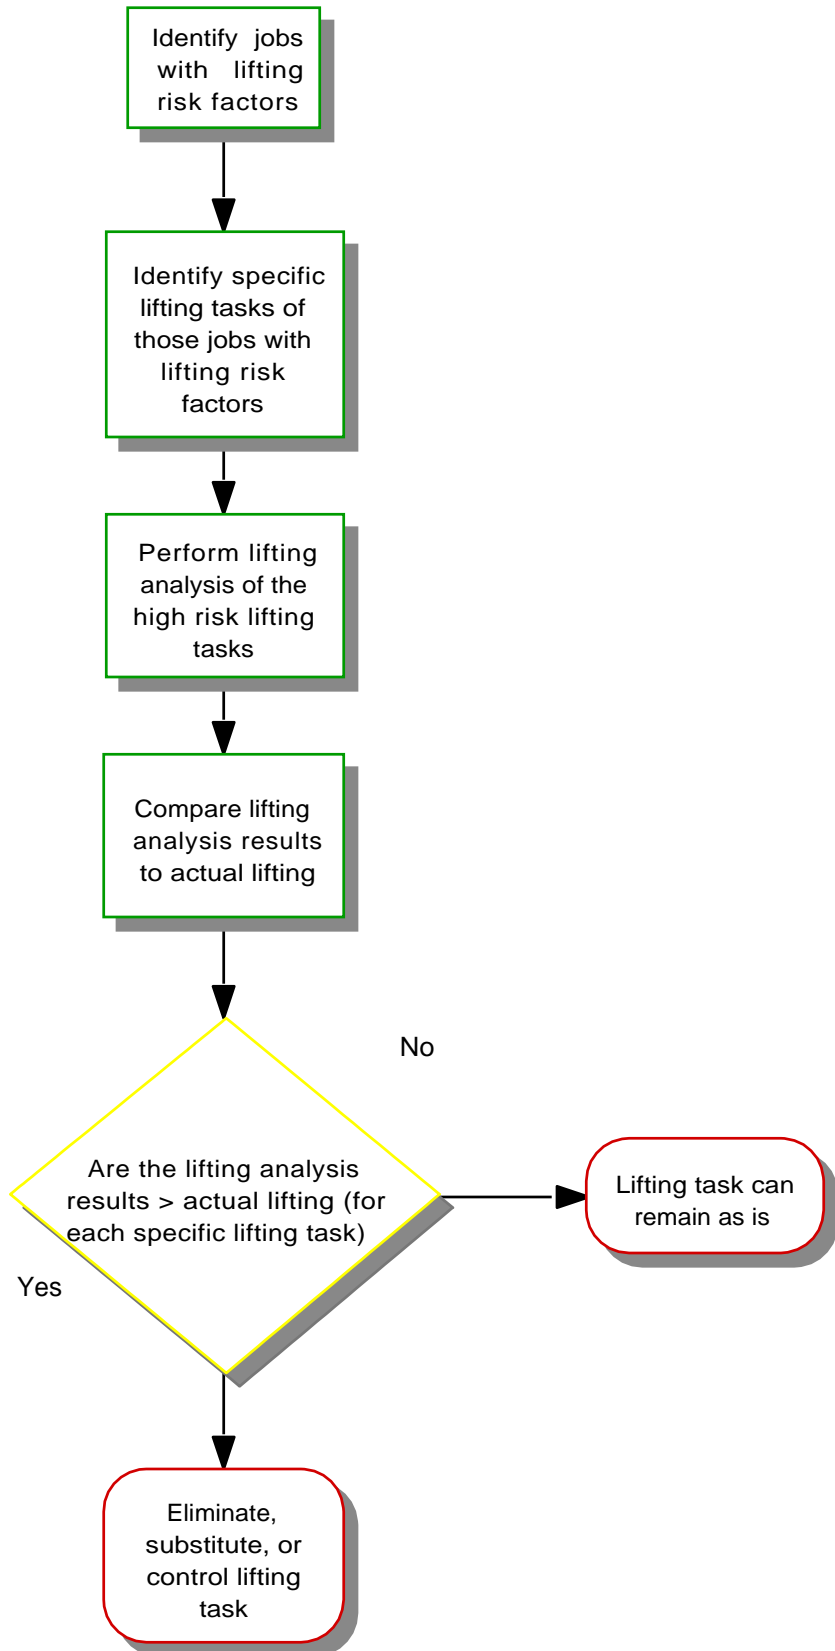 Identify jobs
with lifting
risk factors
Identify specific
lifting tasks of
those jobs with
lifting risk
factors
Perform lifting
analysis of the
high risk lifting
tasks
Compare lifting
analysis results
to actual lifting
No
Are the lifting analysis
results > actual lifting (for
each specific lifting task)
Lifting task can
remain as is
Yes
Eliminate,
substitute, or
control lifting
task